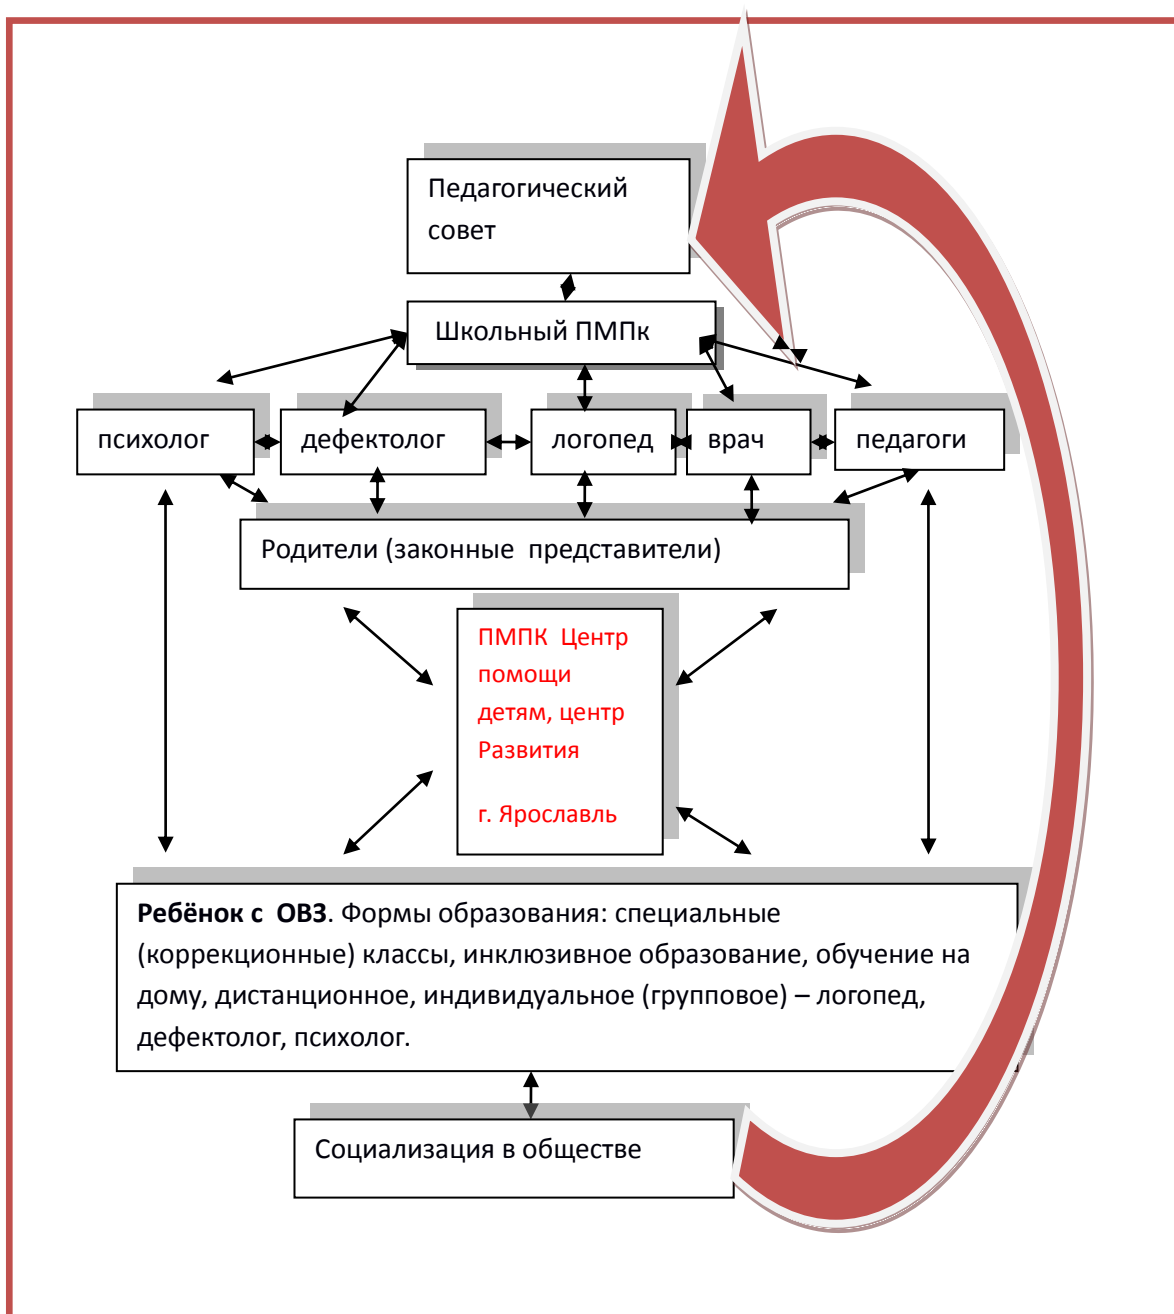 Педагогический
совет
Школьный ПМПк
психолог
дефектолог
логопед
врач
педагоги
Родители (законные представители)
ПМПК Центр
помощи
детям, центр
Развития
г. Ярославль
Ребёнок с ОВЗ. Формы образования: специальные
(коррекционные) классы, инклюзивное образование, обучение на
дому, дистанционное, индивидуальное (групповое) – логопед,
дефектолог, психолог.
Социализация в обществе